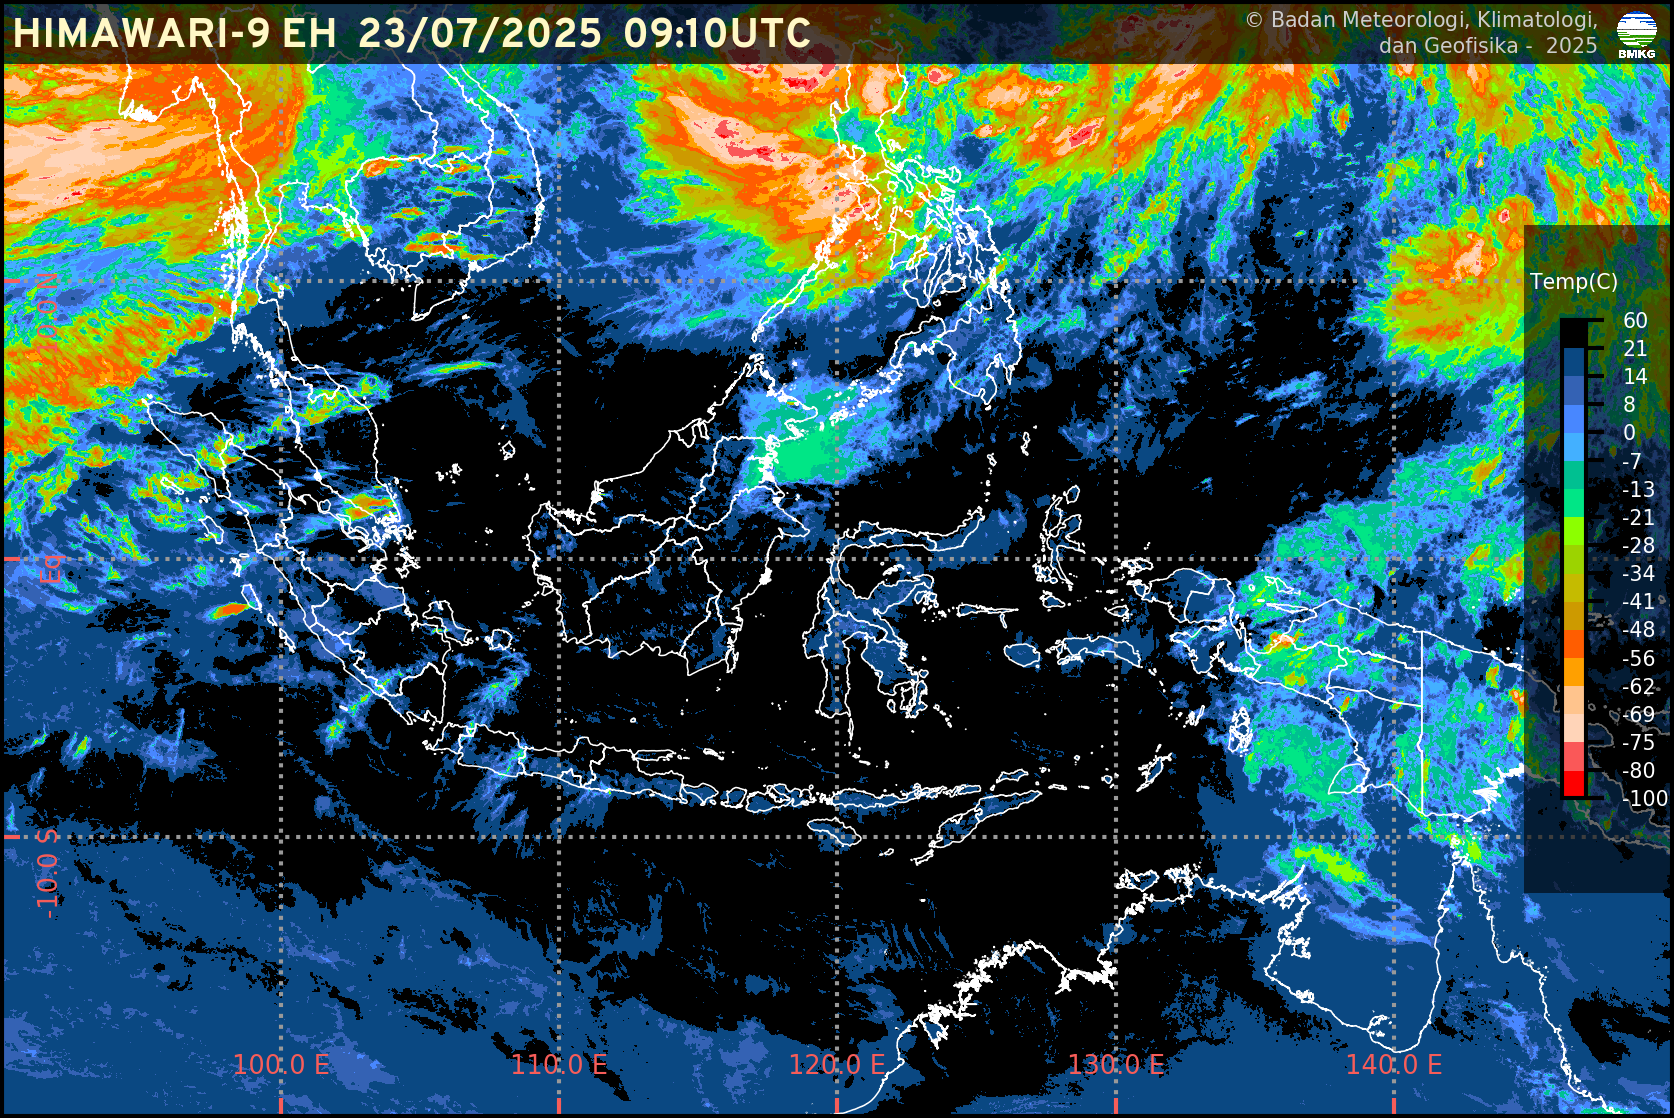 HIMAWARI-9 EH 23/07/2025 09:10UTC
© Badan Meteorologi, Klimatologi,
dan Geofisika - 2025
BMKG
10.0 N
Temp(C)
60
21
14
8
0
-7
-13
-21
-28
-34
-41
-48
-56
-62
-69
-75
-80
-100
Eq
-10.0 S
100.0 E
110.0 E
120.0 E
130.0 E
140.0 E